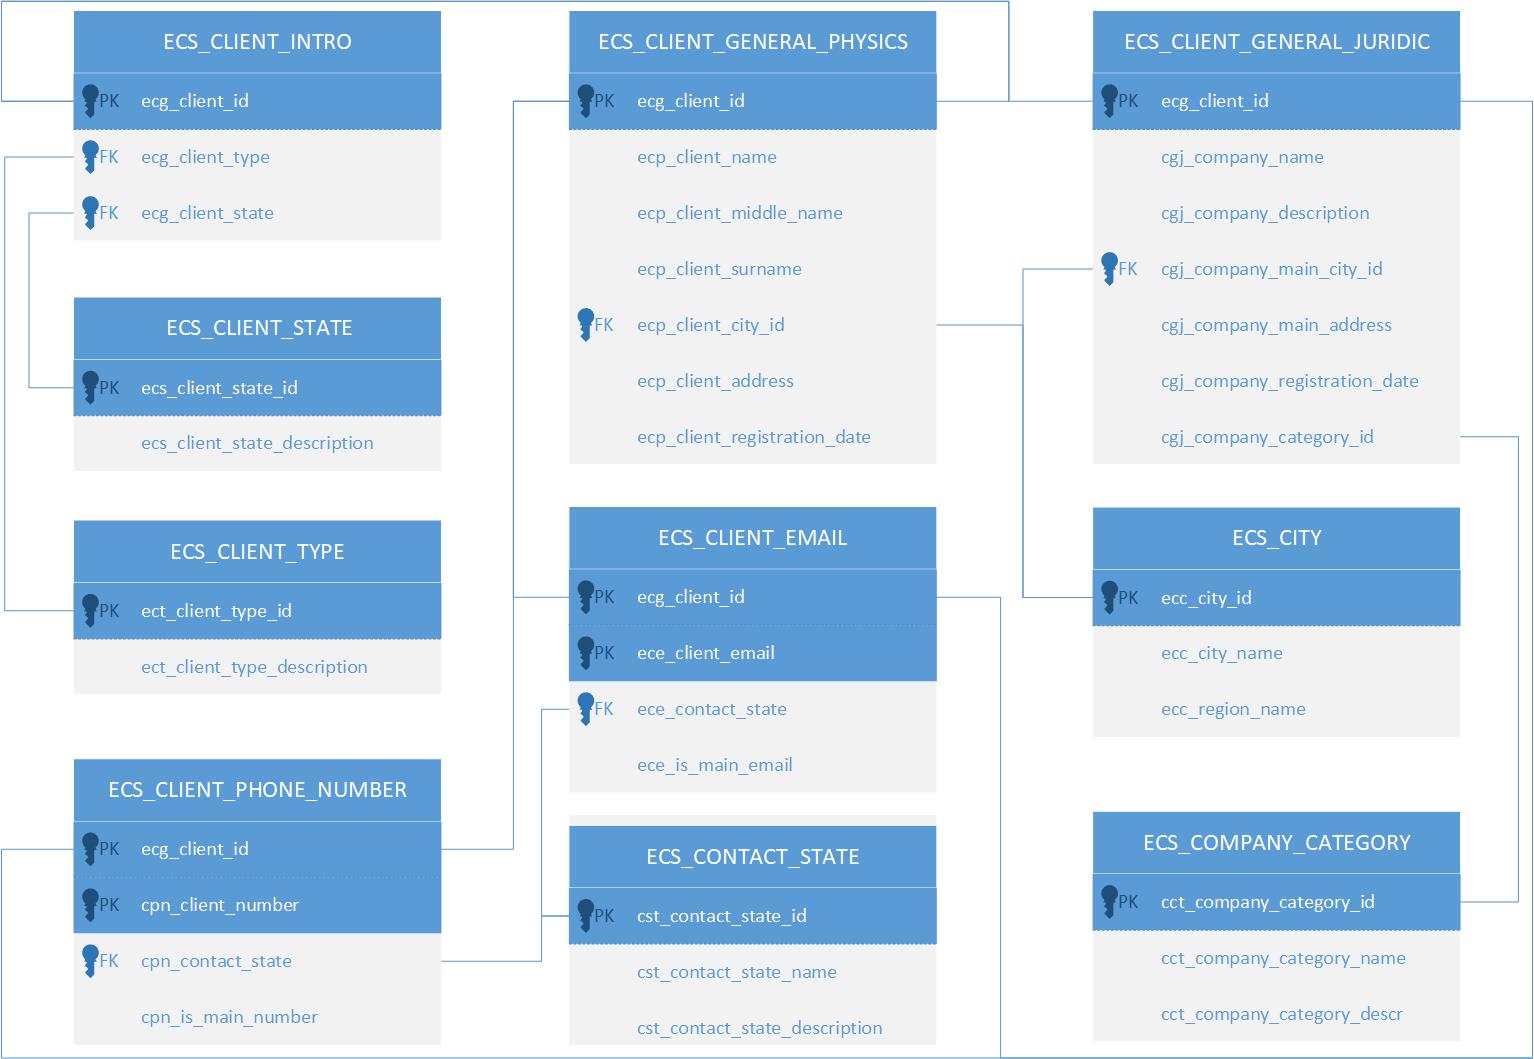 ECS_CLIENT_INTRO
PK ecg_client_id
FK ecg_client_type
FK ecg_client_state
ECS_CLIENT_STATE
PK ecs_client_state_id
ecs_client_state_description
ECS_CLIENT_TYPE
PK ect_client_type_id
ect_client_type_description
ECS_CLIENT_PHONE_NUMBER
PK ecg_client_id
PK cpn_client_number
FK cpn_contact_state
cpn_is_main_number
ECS_CLIENT_GENERAL_PHYSICS
PK ecg_client_id
ecp_client_name
ecp_client_middle_name
ecp_client_surname
FK ecp_client_city_id
ecp_client_address
ecp_client_registration_date
ECS_CLIENT_EMAIL
PK ecg_client_id
PK ece_client_email
FK ece_contact_state
ece_is_main_email
ECS_CONTACT_STATE
PK cst_contact_state_id
cst_contact_state_name
cst_contact_state_description
ECS_CLIENT_GENERAL_JURIDIC
PK ecg_client_id
cgj_company_name
cgj_company_description
FK cgj_company_main_city_id
cgj_company_main_address
cgj_company_registration_date
cgj_company_category_id
ECS_CITY
PK ecc_city_id
ecc_city_name
ecc_region_name
ECS_COMPANY_CATEGORY
PK cct_company_category_id
cct_company_category_name
cct_company_category_descr